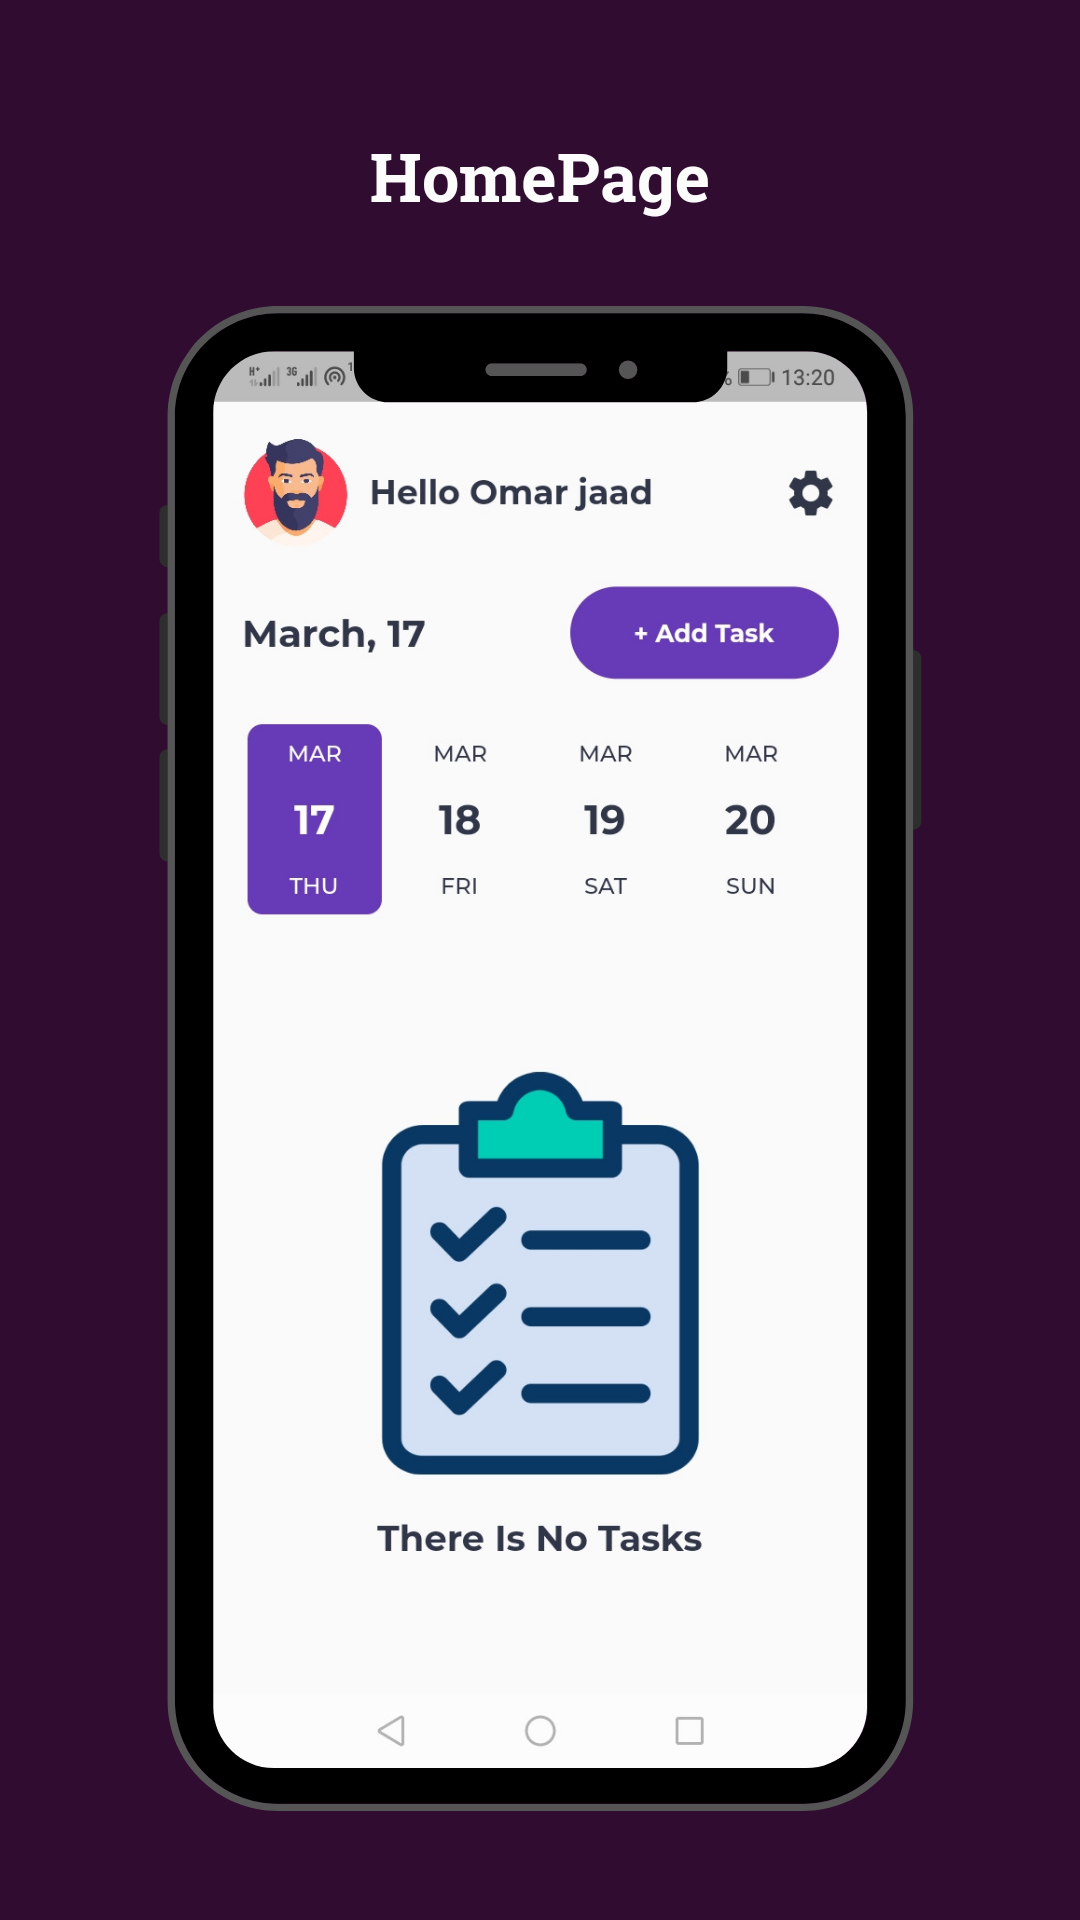 HomePage
H+ 3G 13:20
Hello Omar jaad
March, 17
+ Add Task
MAR MAR MAR MAR
17 18 19 20
THU FRI SAT SUN
There Is No Tasks